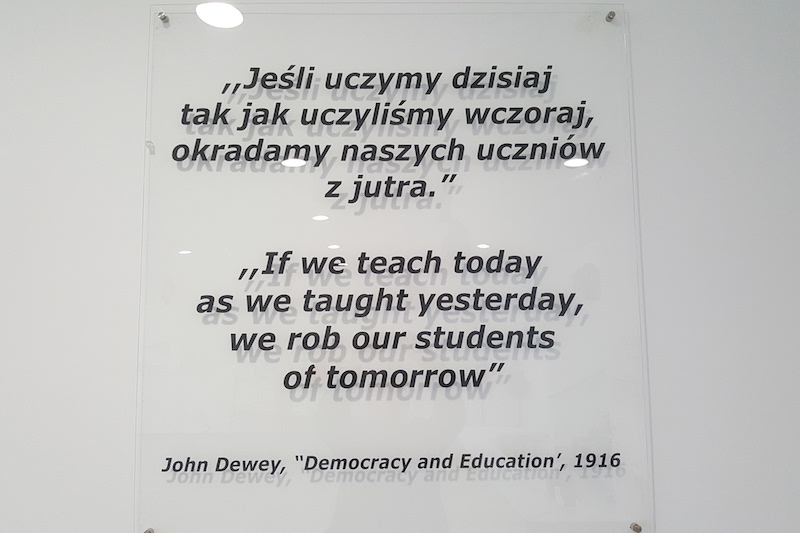 ,,Jeśli uczymy dzisiaj
tak jak uczyliśmy wczoraj,
okradamy naszych uczniów
z jutra.”
,,If we teach today
as we taught yesterday,
we rob our students
of tomorrow”
John Dewey, “Democracy and Education’, 1916